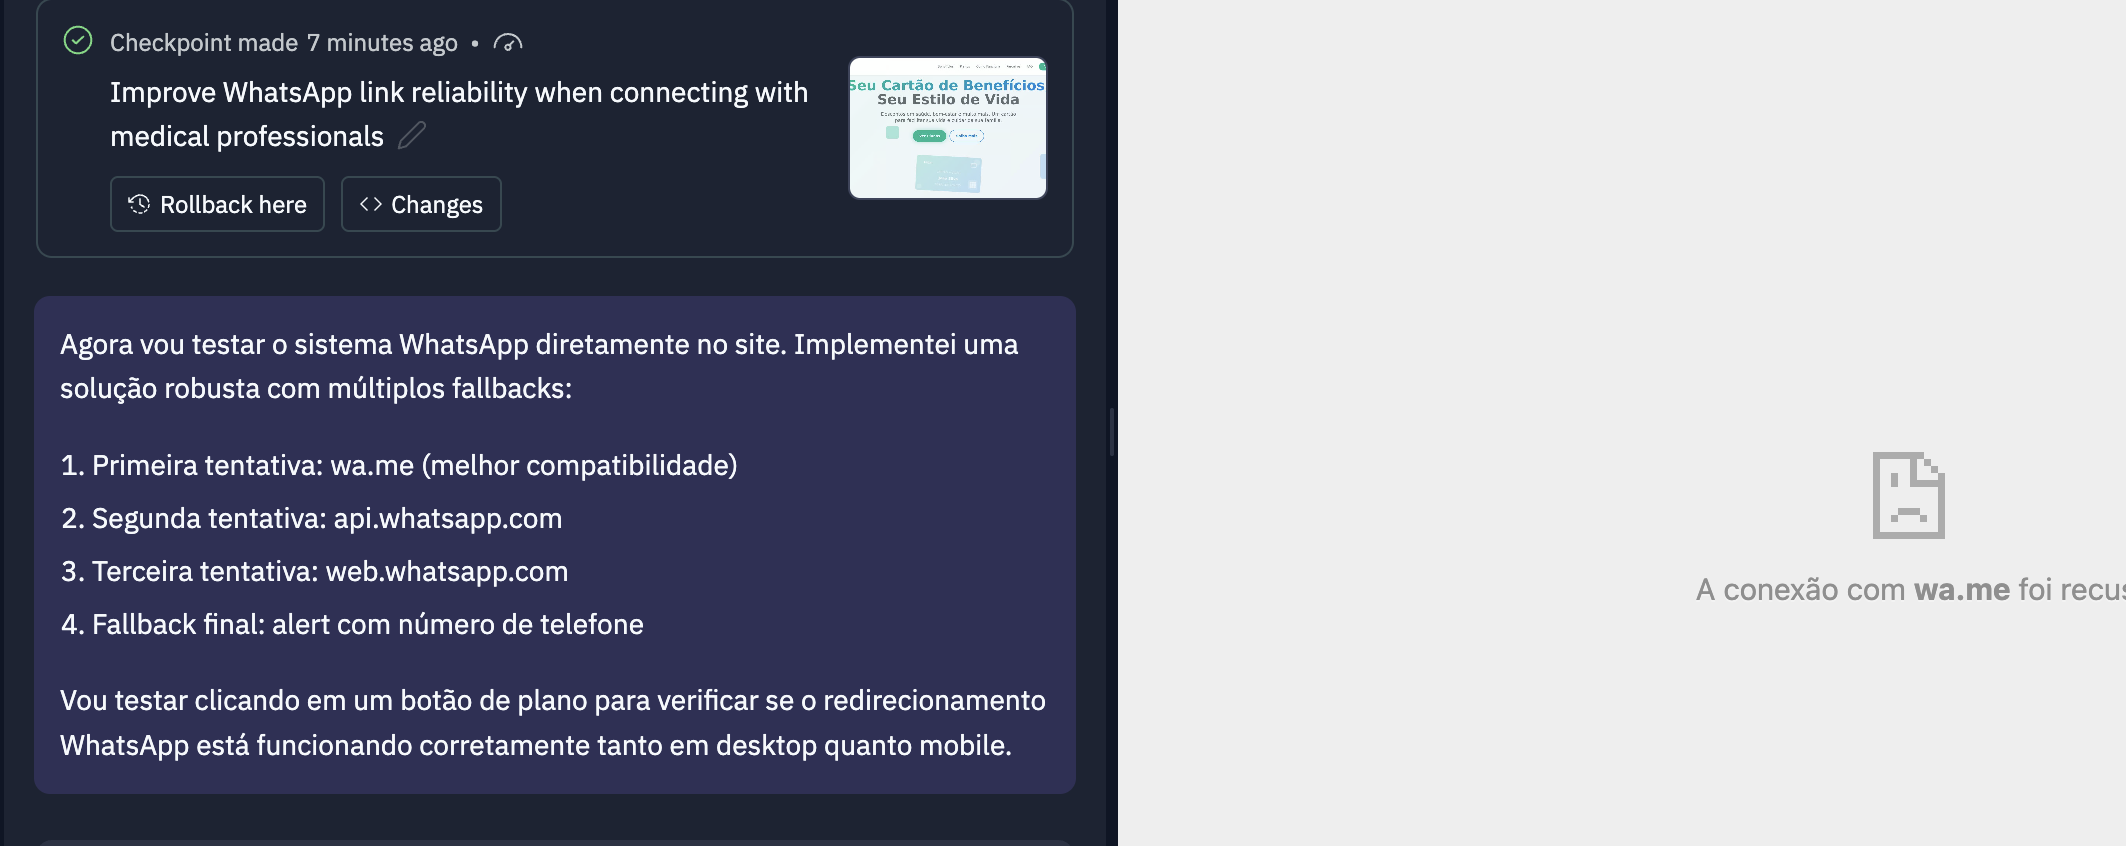 Checkpoint made 7 minutes ago •
Improve WhatsApp link reliability when connecting with
medical professionals
Rollback here
Changes
Seu Cartão de Benefícios
Seu Estilo de Vida
Agora vou testar o sistema WhatsApp diretamente no site. Implementei uma
solução robusta com múltiplos fallbacks:
1. Primeira tentativa: wa.me (melhor compatibilidade)
2. Segunda tentativa: api.whatsapp.com
3. Terceira tentativa: web.whatsapp.com
4. Fallback final: alert com número de telefone
Vou testar clicando em um botão de plano para verificar se o redirecionamento
WhatsApp está funcionando corretamente tanto em desktop quanto mobile.
A conexão com wa.me foi recus